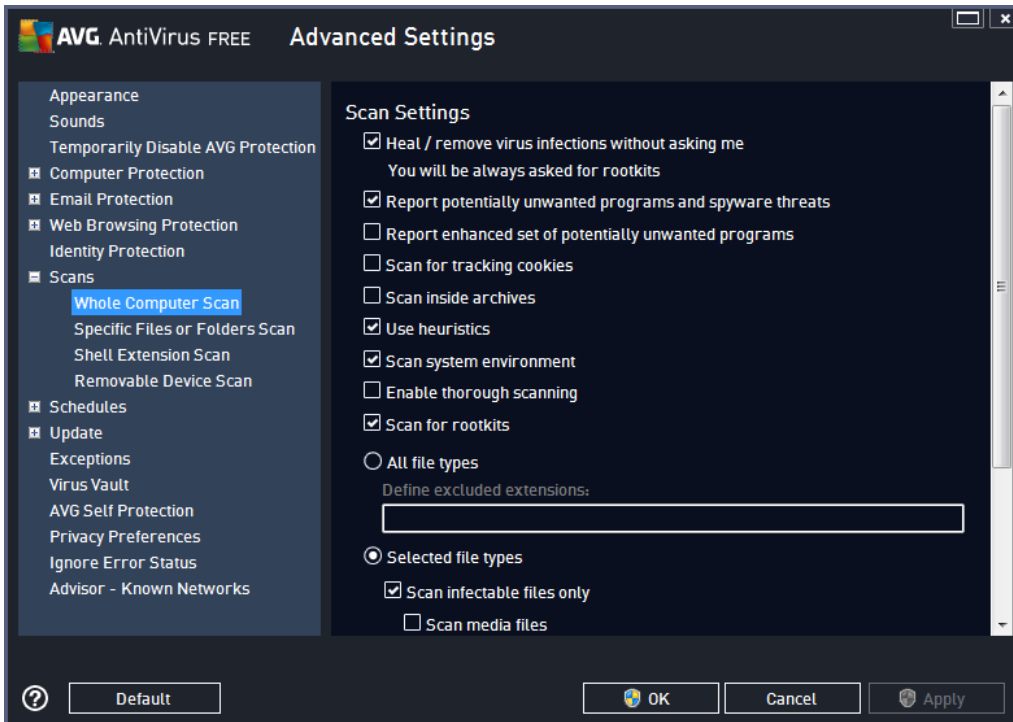 AVG. AntiVirus FREE Advanced Settings
Appearance
Sounds
Temporarily Disable AVG Protection
Computer Protection
Email Protection
Web Browsing Protection
Identity Protection
Scans
Whole Computer Scan
Specific Files or Folders Scan
Shell Extension Scan
Removable Device Scan
Schedules
Update
Exceptions
Virus Vault
AVG Self Protection
Privacy Preferences
Ignore Error Status
Advisor - Known Networks
Scan Settings
Heal / remove virus infections without asking me
You will be always asked for rootkits
Report potentially unwanted programs and spyware threats
Report enhanced set of potentially unwanted programs
Scan for tracking cookies
Scan inside archives
Use heuristics
Scan system environment
Enable thorough scanning
Scan for rootkits
All file types
Define excluded extensions:
Selected file types
Scan infectable files only
Scan media files
? Default OK Cancel Apply